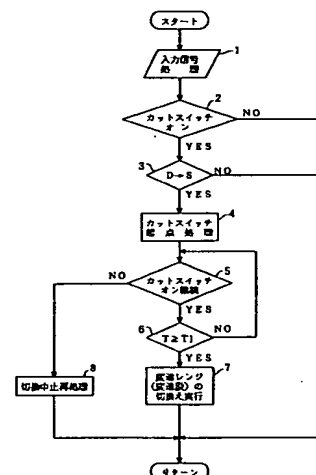 スタート
1
入力信号
処理
2
カットスイッチ
オン
NO
YES
3
D→S
NO
YES
4
カットスイッチ
起点処理
5
カットスイッチ
オン継続
NO
YES
6
T≧T1
NO
YES
7
変速レンジ
(変速段)の
切換え実行
8
切換中止再処理
リターン